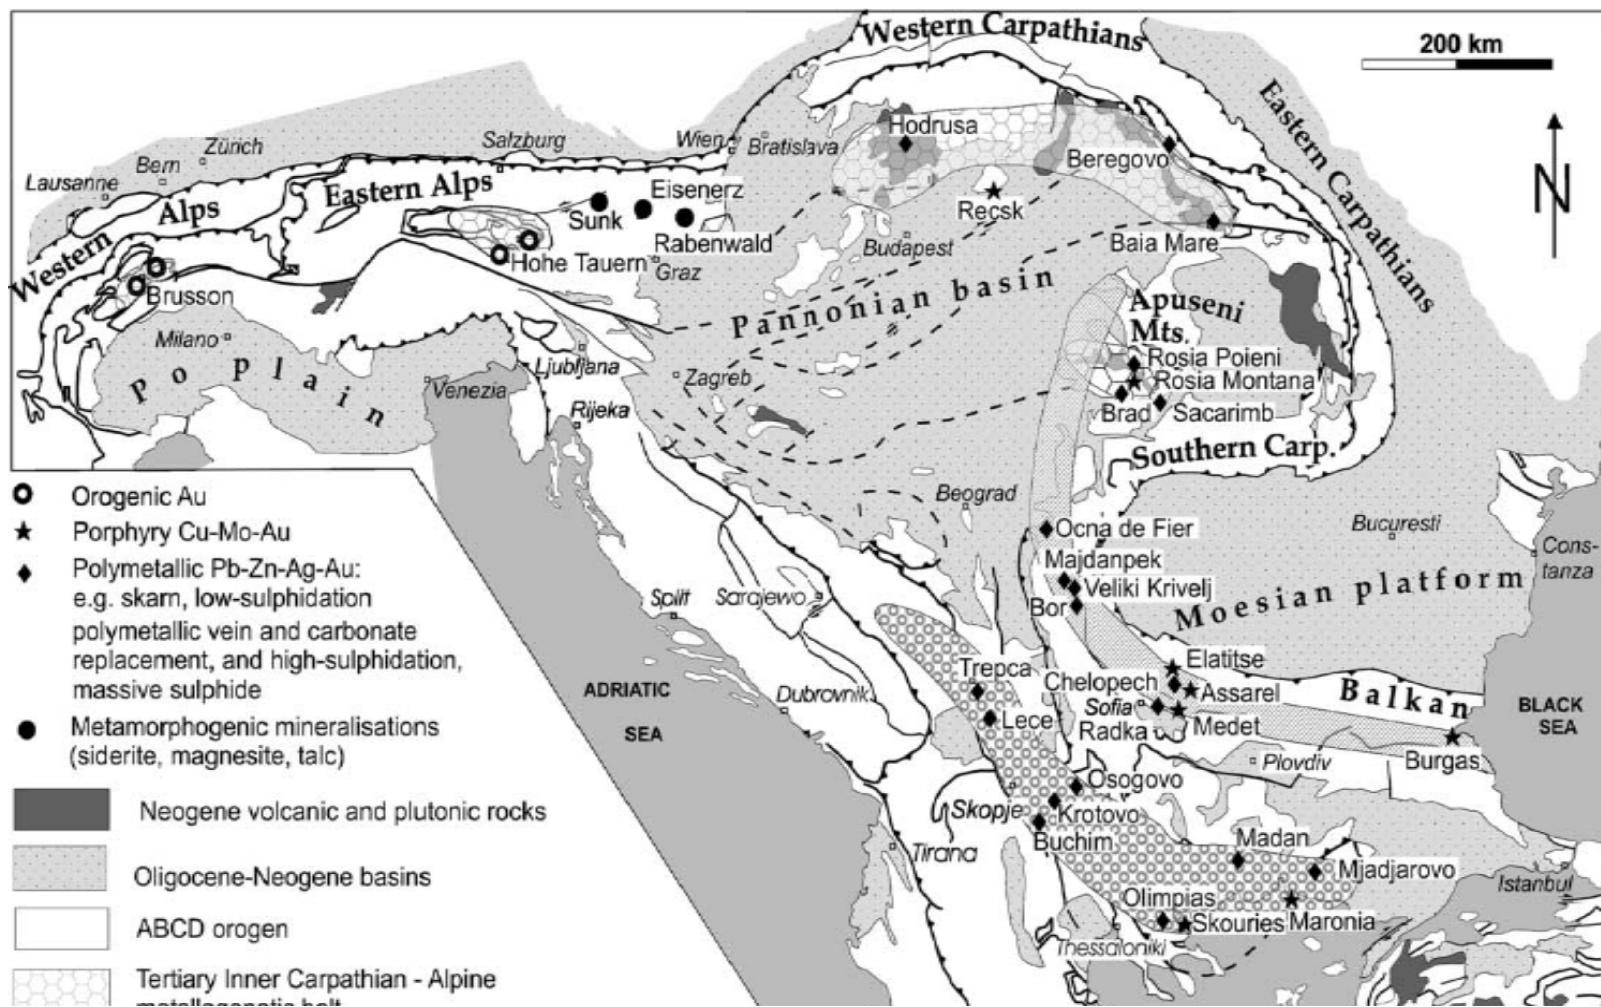 Western Carpathians
200 km
Eastern Carpathians
N
Hodrusa
Beregovo
Recsk
Baia Mare
Wien
Bratislava
Salzburg
Zürich
Bern
Lausanne
Western
Alps
Eastern Alps
Sunk
Eisenerz
Rabenwald
Hohe Tauern
Graz
Budapest
Brusson
Milano
Po plain
Venezia
Ljubljana
Rijeka
Zagreb
Pannonian basin
Apuseni
Mts.
Rosia Poieni
Rosia Montana
Brad
Sacarimb
Southern Carp.
Beograd
Ocna de Fier
Majdanpek
Veliki Krivelj
Bor
Bucuresti
Cons-
tanza
Moesian platform
Split
Sarajewo
Dubrovnik
ADRIATIC
SEA
Trepca
Lece
Elatitse
Chelopech
Assarel
Sofia
Radka
Medet
Balkan
BLACK
SEA
Burgas
Plovdiv
Osogovo
Skopje
Krotovo
Buchim
Tirana
Madan
Mjadjarovo
Istanbul
Olimpias
Skouries
Maronia
Thessaloniki
Orogenic Au
Porphyry Cu-Mo-Au
Polymetallic Pb-Zn-Ag-Au:
e.g. skarn, low-sulphidation
polymetallic vein and carbonate
replacement, and high-sulphidation,
massive sulphide
Metamorphogenic mineralisations
(siderite, magnesite, talc)
Neogene volcanic and plutonic rocks
Oligocene-Neogene basins
ABCD orogen
Tertiary Inner Carpathian - Alpine